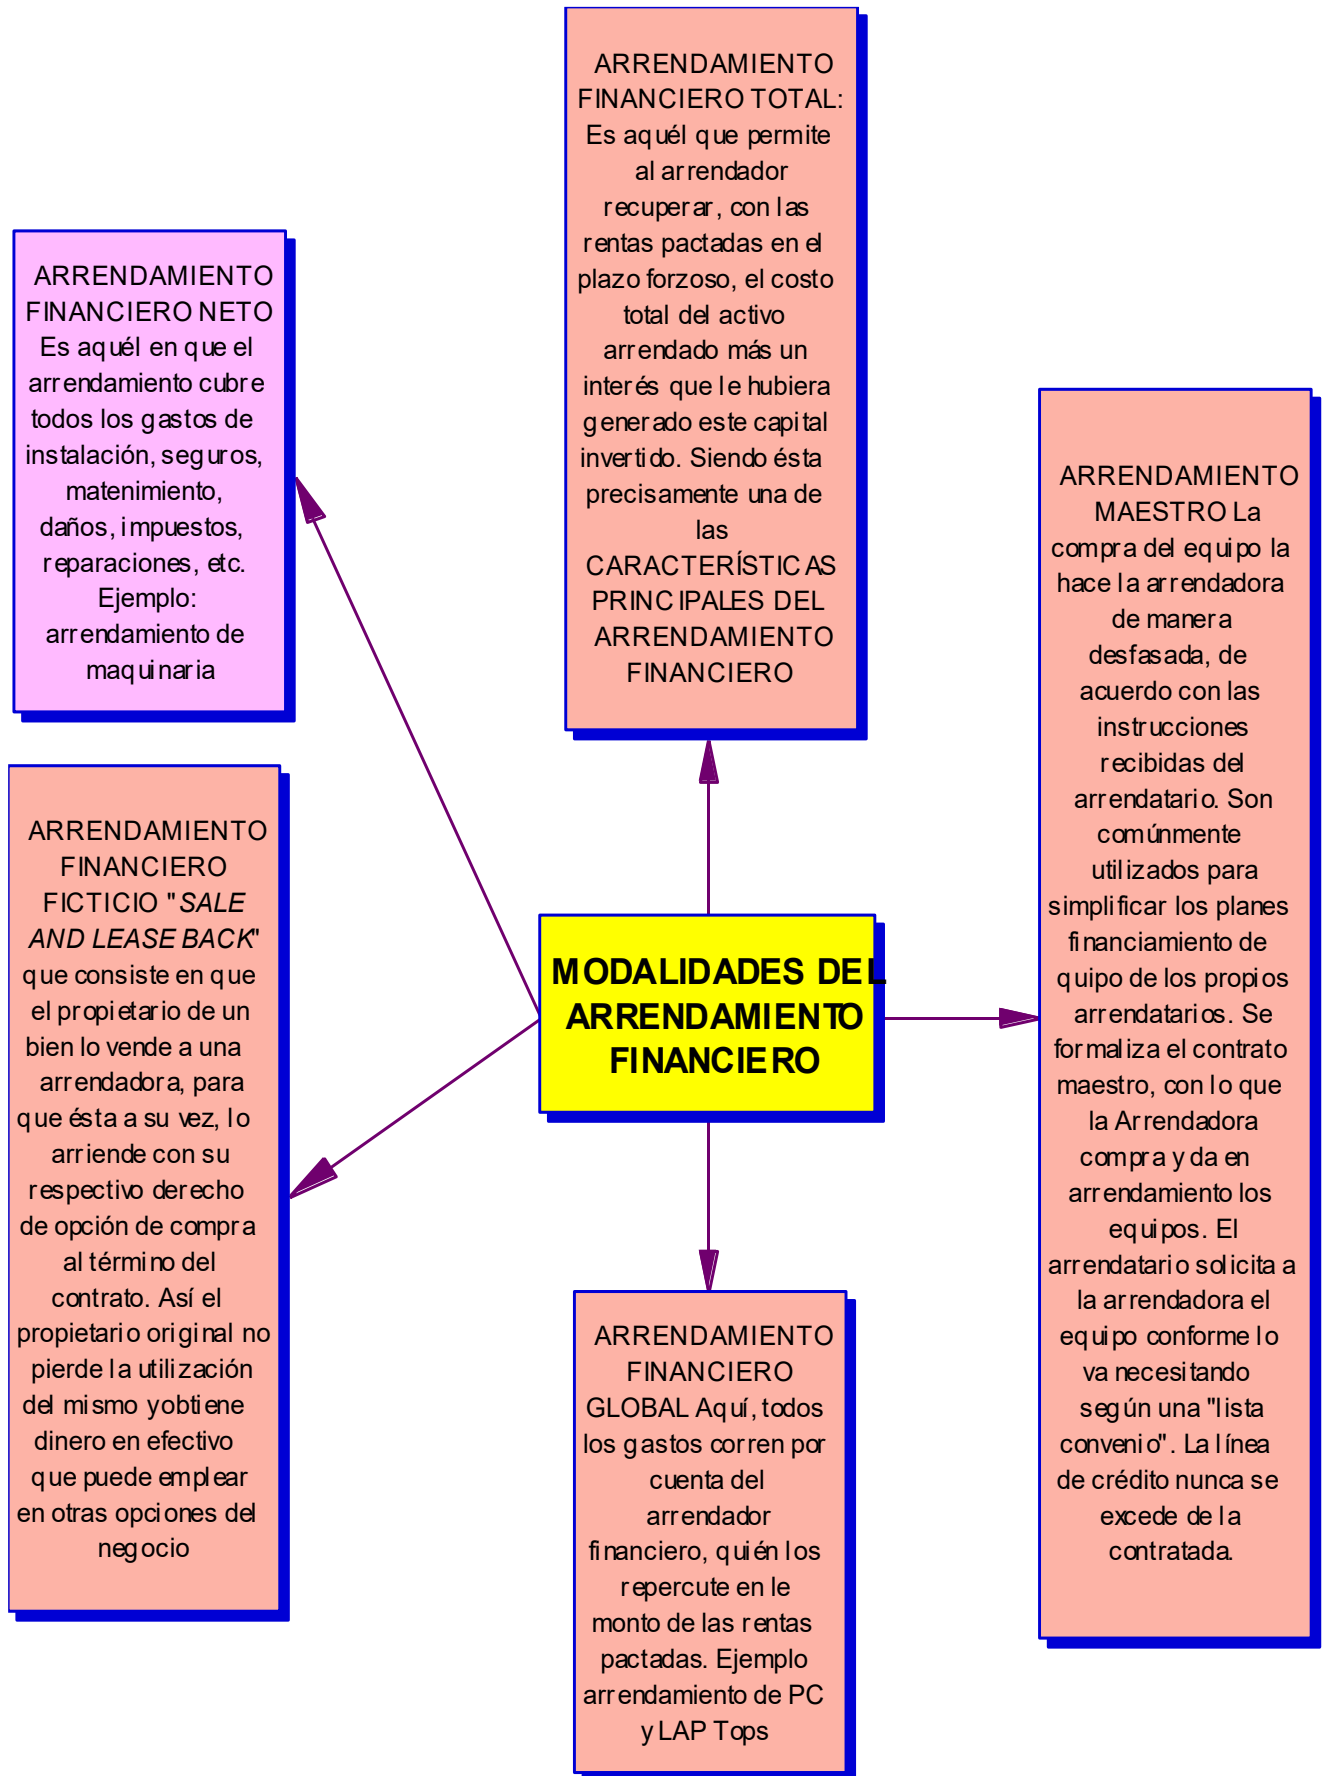 ARRENDAMIENTO
FINANCIERO TOTAL:
Es aquél que permite
al arrendador
recuperar, con las
rentas pactadas en el
plazo forzoso, el costo
total del activo
arrendado más un
interés que le hubiera
generado este capital
invertido. Siendo ésta
precisamente una de
las
CARACTERÍSTICAS
PRINCIPALES DEL
ARRENDAMIENTO
FINANCIERO
ARRENDAMIENTO
FINANCIERO NETO
Es aquél en que el
arrendamiento cubre
todos los gastos de
instalación, seguros,
matenimiento,
daños, impuestos,
reparaciones, etc.
Ejemplo:
arrendamiento de
maquinaria
ARRENDAMIENTO
MAESTRO La
compra del equipo la
hace la arrendadora
de manera
desfasada, de
acuerdo con las
instrucciones
recibidas del
arrendatario. Son
comúnmente
utilizados para
simplificar los planes
financiamiento de
quipo de los propios
arrendatarios. Se
formaliza el contrato
maestro, con lo que
la Arrendadora
compra y da en
arrendamiento los
equipos. El
arrendatario solicita a
la arrendadora el
equipo conforme lo
va necesitando
según una "lista
convenio". La línea
de crédito nunca se
excede de la
contratada.
ARRENDAMIENTO
FINANCIERO
FICTICIO "SALE
AND LEASE BACK"
que consiste en que
el propietario de un
bien lo vende a una
arrendadora, para
que ésta a su vez, lo
arriende con su
respectivo derecho
de opción de compra
al término del
contrato. Así el
propietario original no
pierde la utilización
del mismo yobtiene
dinero en efectivo
que puede emplear
en otras opciones del
negocio
MODALIDADES DEL
ARRENDAMIENTO
FINANCIERO
ARRENDAMIENTO
FINANCIERO
GLOBAL Aquí, todos
los gastos corren por
cuenta del
arrendador
financiero, quién los
repercute en le
monto de las rentas
pactadas. Ejemplo
arrendamiento de PC
y LAP Tops